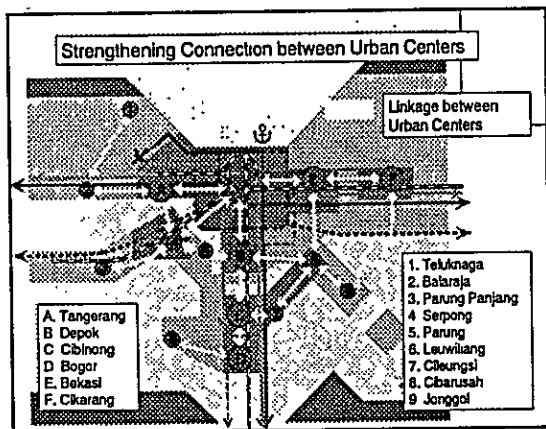 Strengthening Connection between Urban Centers
Linkage between
Urban Centers
A. Tangerang
B Depok
C Cibinong
D Bogor
E. Bekasi
F. Cikarang
1. Teluknaga
2. Balaraja
3. Parung Panjang
4 Serpong
5. Parung
6. Leuwiliang
7. Cileungsi
8. Cibarusah
9 Jonggol